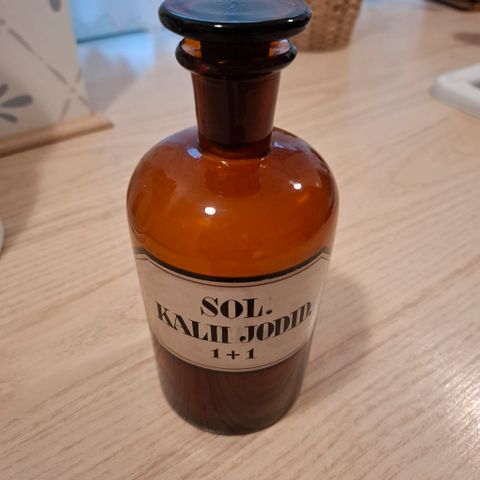 SOL.
KALII JODID.
1+1